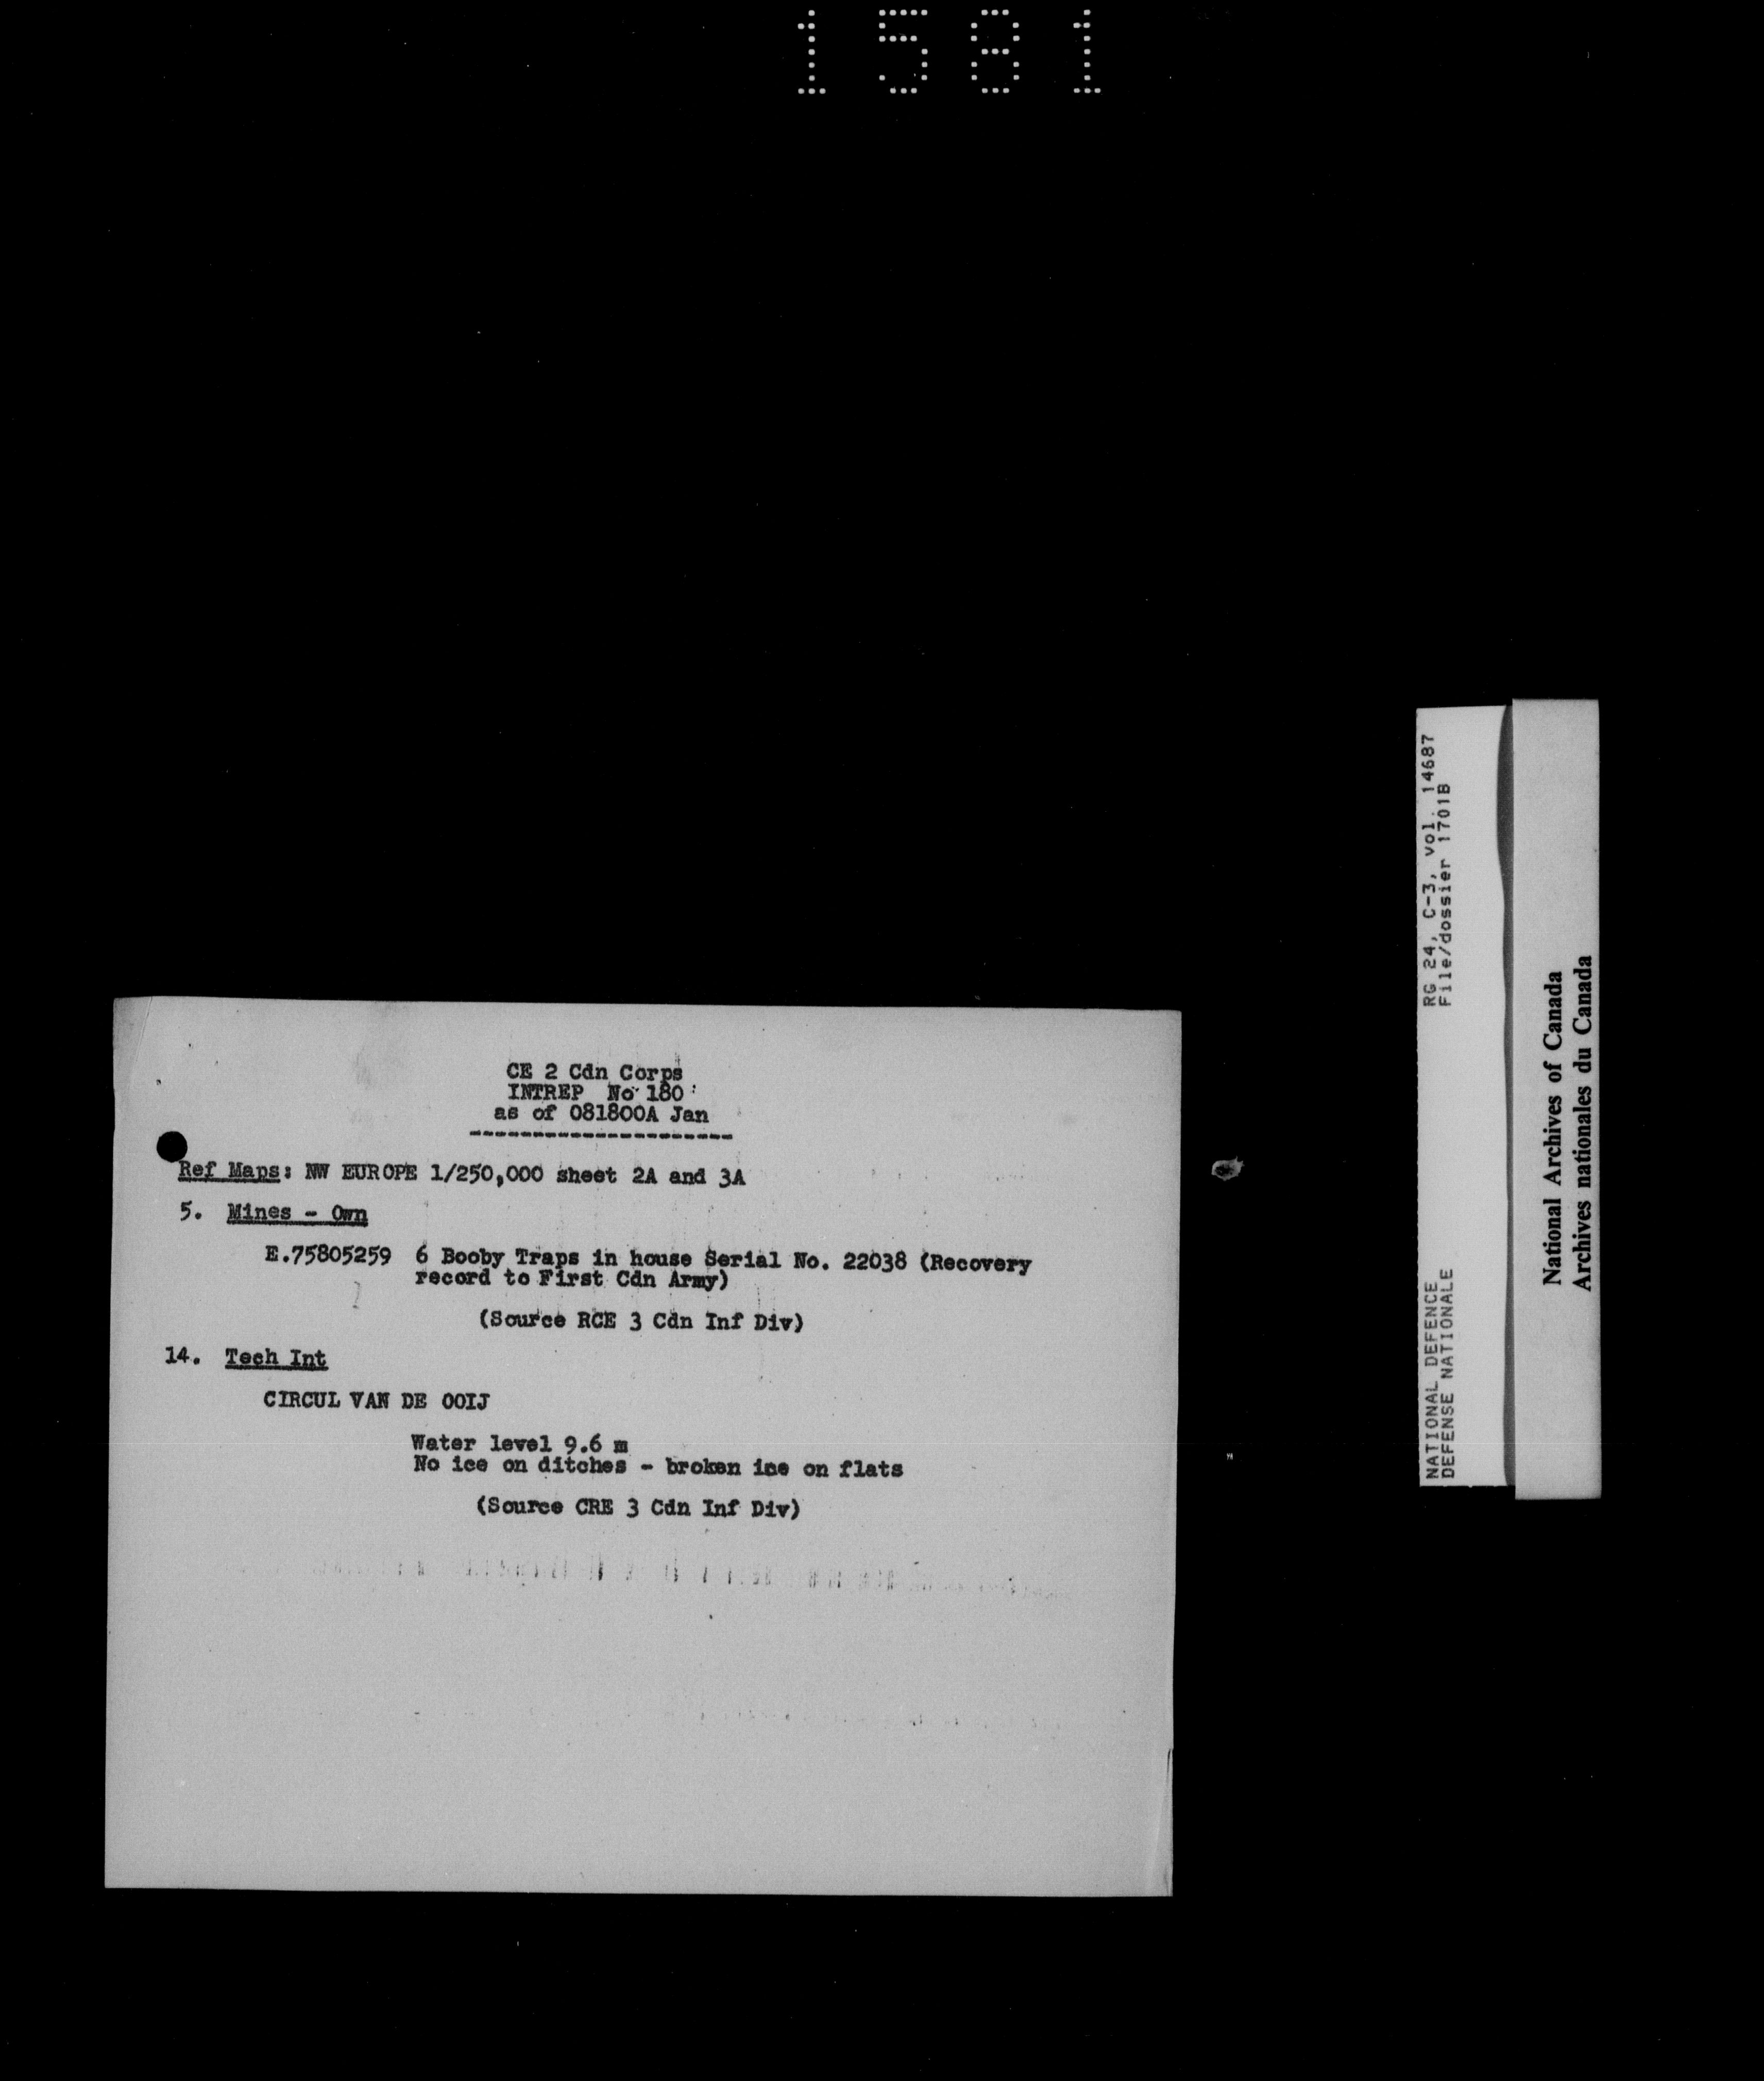 1581
CE 2 Cdn Corps
INTREP No 180
as of 081800A Jan
--------------------
Ref Maps: NW EUROPE 1/250,000 sheet 2A and 3A
5. Mines - Own
E.75805259 6 Booby Traps in house Serial No. 22038 (Recovery
record to First Cdn Army)
(Source RCE 3 Cdn Inf Div)
14. Tech Int
CIRCUL VAN DE OOIJ
Water level 9.6 m
No ice on ditches - broken ice on flats
(Source CRE 3 Cdn Inf Div)
NATIONAL DEFENCE RG 24, C-3, vol. 14687
DEFENSE NATIONALE File/dossier 1701B
National Archives of Canada
Archives nationales du Canada